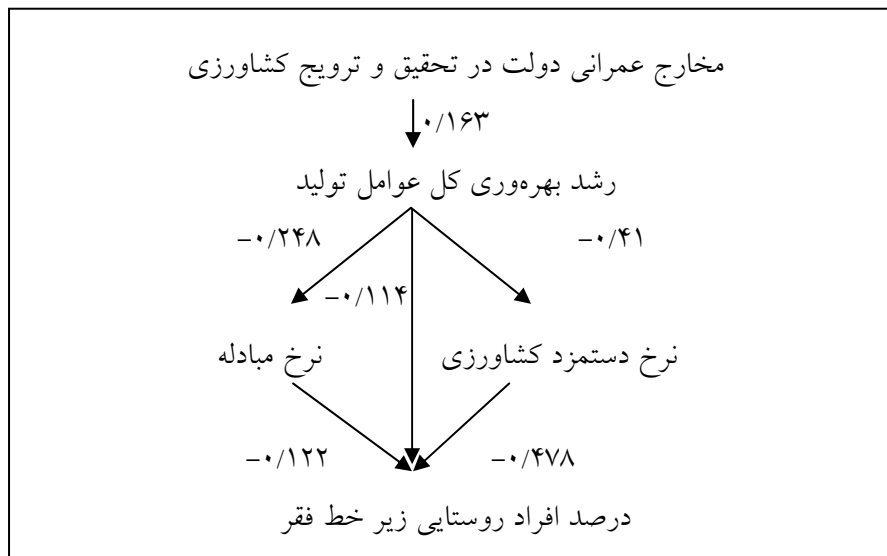 مخارج عمرانی دولت در تحقیق و ترویج کشاورزی
۰/۱۶۳
رشد بهره‌وری کل عوامل تولید
-۰/۴۱
-۰/۲۴۸
-۰/۱۱۴
نرخ دستمزد کشاورزی
نرخ مبادله
-۰/۴۷۸
-۰/۱۲۲
درصد افراد روستایی زیر خط فقر